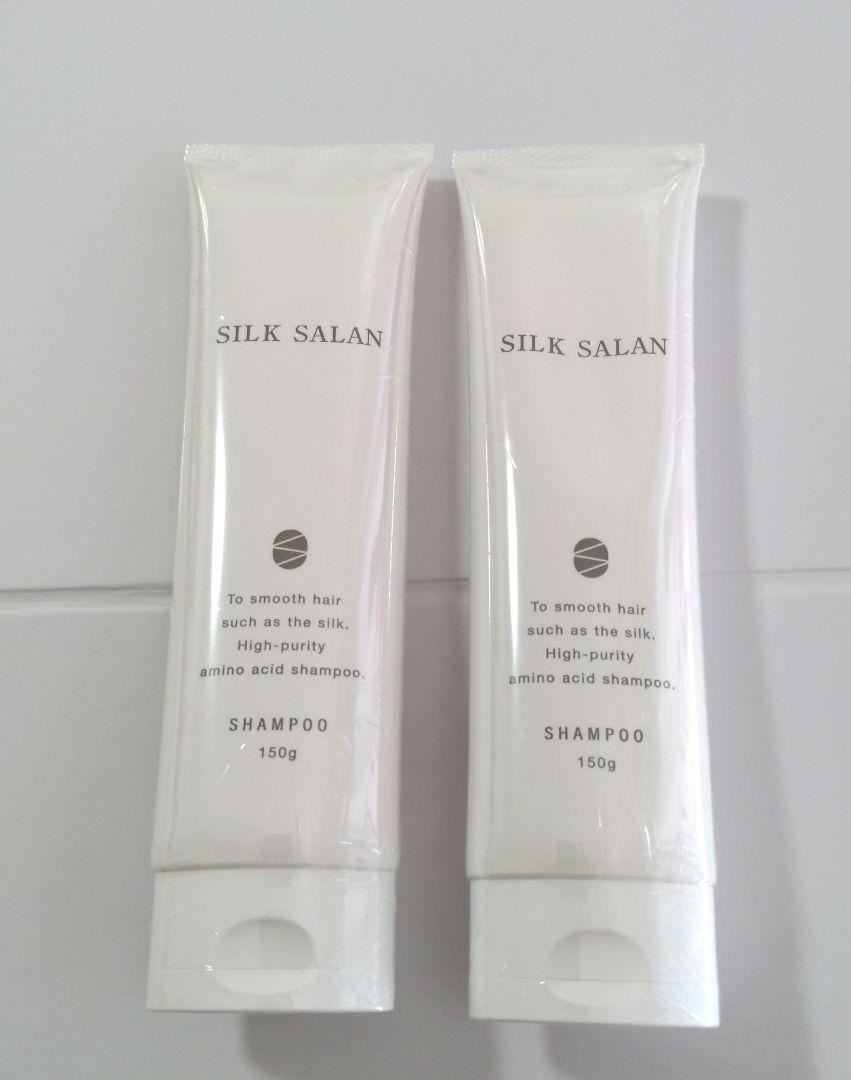 SILK SALAN
To smooth hair
such as the silk.
High-purity
amino acid shampoo.
SHAMPOO
150g
SILK SALAN
To smooth hair
such as the silk.
High-purity
amino acid shampoo.
SHAMPOO
150g